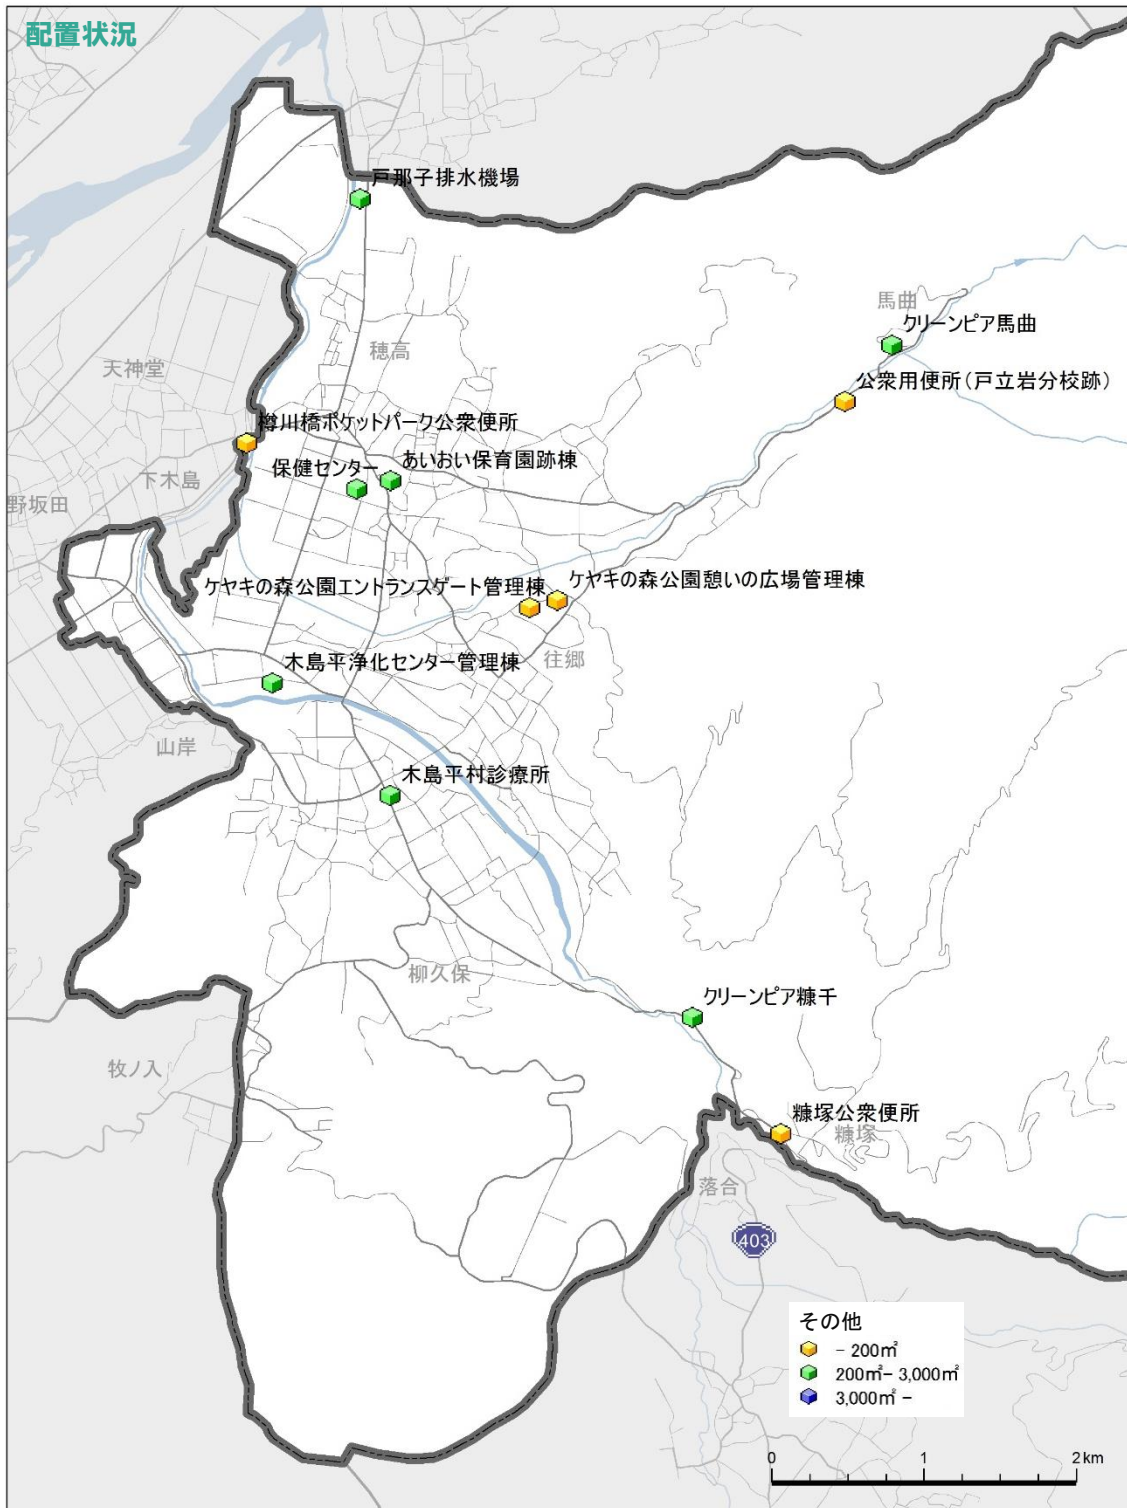 配置状況
戸那子排水機場
馬曲
クリーンピア馬曲
穂高
天神堂
公衆用便所(戸立岩分校跡)
樽川橋ポケットパーク公衆便所
あいおい保育園跡棟
保健センター
下木島
野坂田
ケヤキの森公園エントランスゲート管理棟
ケヤキの森公園憩いの広場管理棟
往郷
木島平浄化センター管理棟
山岸
木島平村診療所
柳久保
クリーンピア糠千
牧ノ入
糠塚公衆便所
糠塚
落合
403
その他
- 200㎡
200㎡- 3,000㎡
3,000㎡ -
0 1 2 km